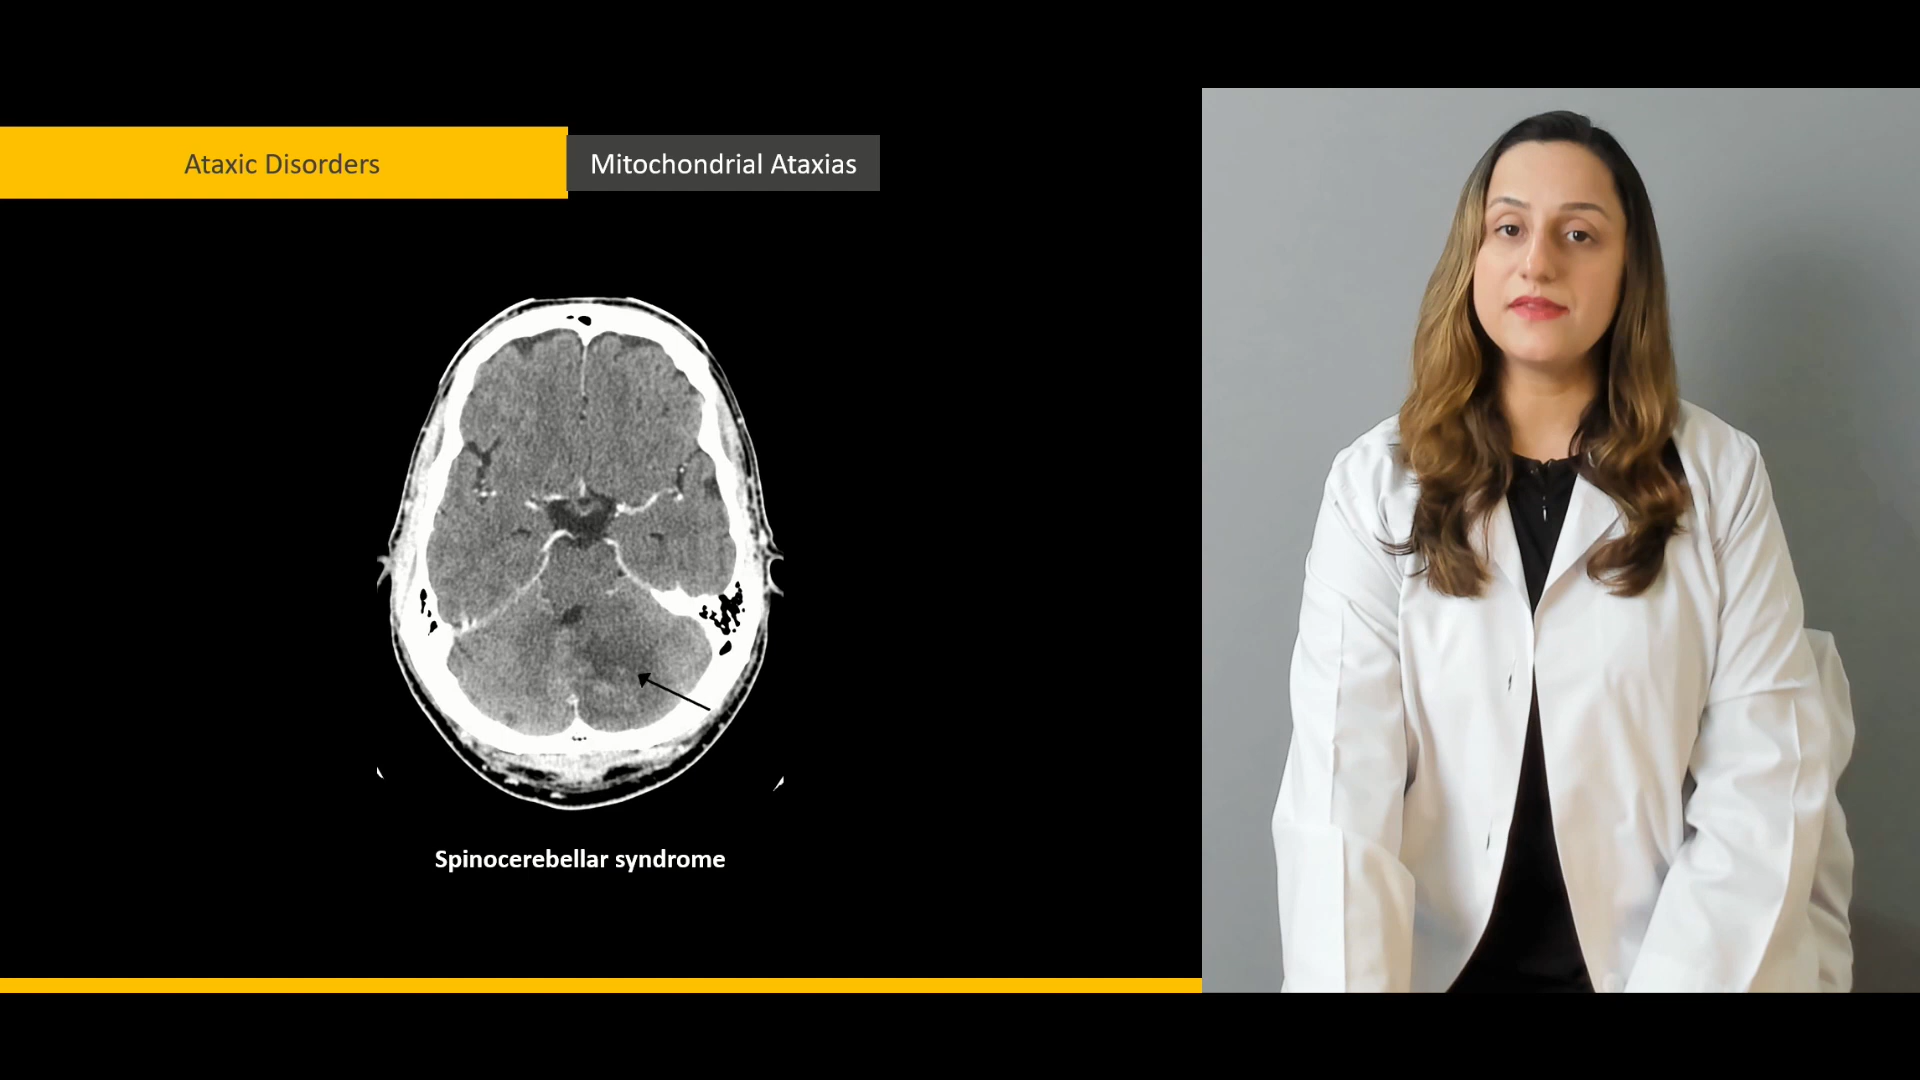 Ataxic Disorders
Mitochondrial Ataxias
Spinocerebellar syndrome